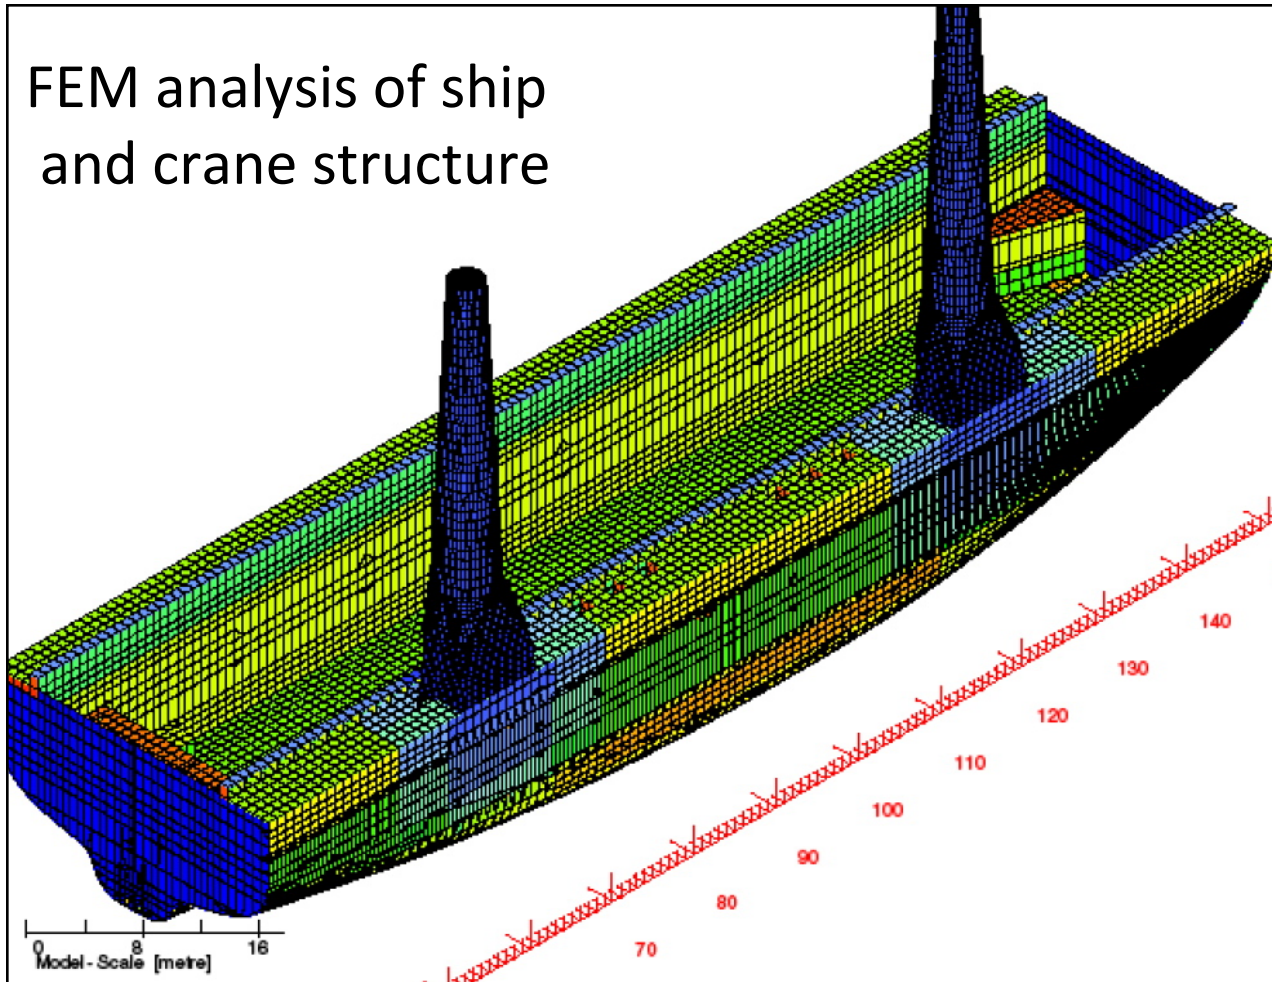 FEM analysis of ship
and crane structure
140
130
120
110
100
90
80
70
0 8 16
Model - Scale [metre]